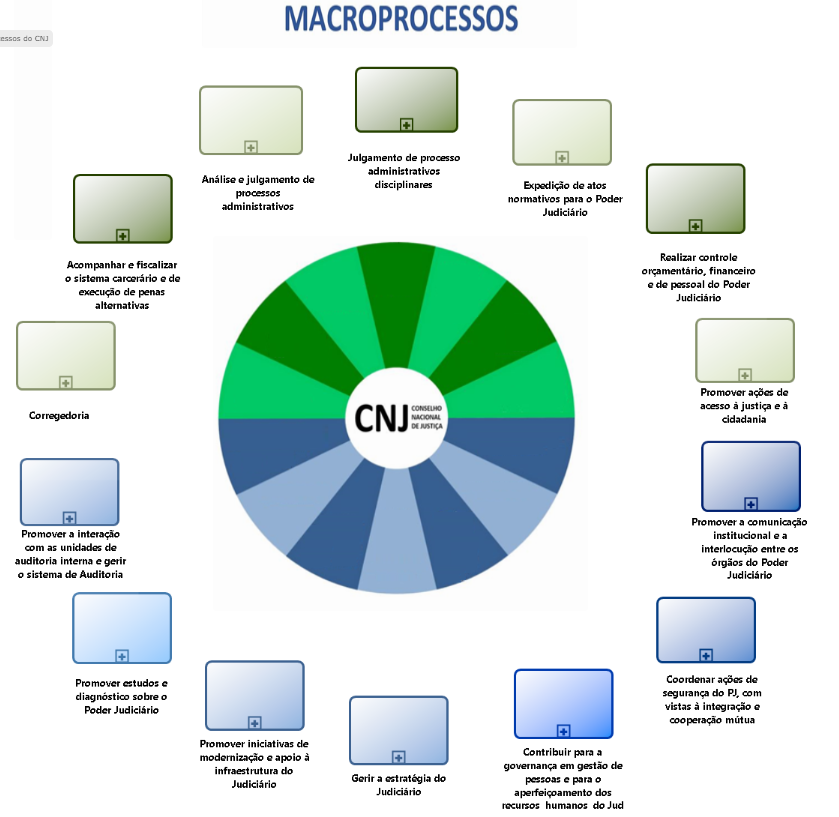 MACROPROCESSOS
essos do CNJ
Julgamento de processo
administrativos
disciplinares
Análise e julgamento de
processos
administrativos
Expedição de atos
normativos para o Poder
Judiciário
Acompanhar e fiscalizar
o sistema carcerário e de
execução de penas
alternativas
Realizar controle
orçamentário, financeiro
e de pessoal do Poder
Judiciário
Corregedoria
Promover ações de
acesso à justiça e à
cidadania
CNJ
CONSELHO
NACIONAL
DE JUSTIÇA
Promover a interação
com as unidades de
auditoria interna e gerir
o sistema de Auditoria
Promover a comunicação
institucional e a
interlocução entre os
órgãos do Poder
Judiciário
Promover estudos e
diagnóstico sobre o
Poder Judiciário
Coordenar ações de
segurança do PJ, com
vistas à integração e
cooperação mútua
Promover iniciativas de
modernização e apoio à
infraestrutura do
Judiciário
Gerir a estratégia do
Judiciário
Contribuir para a
governança em gestão de
pessoas e para o
aperfeiçoamento dos
recursos humanos do Jud